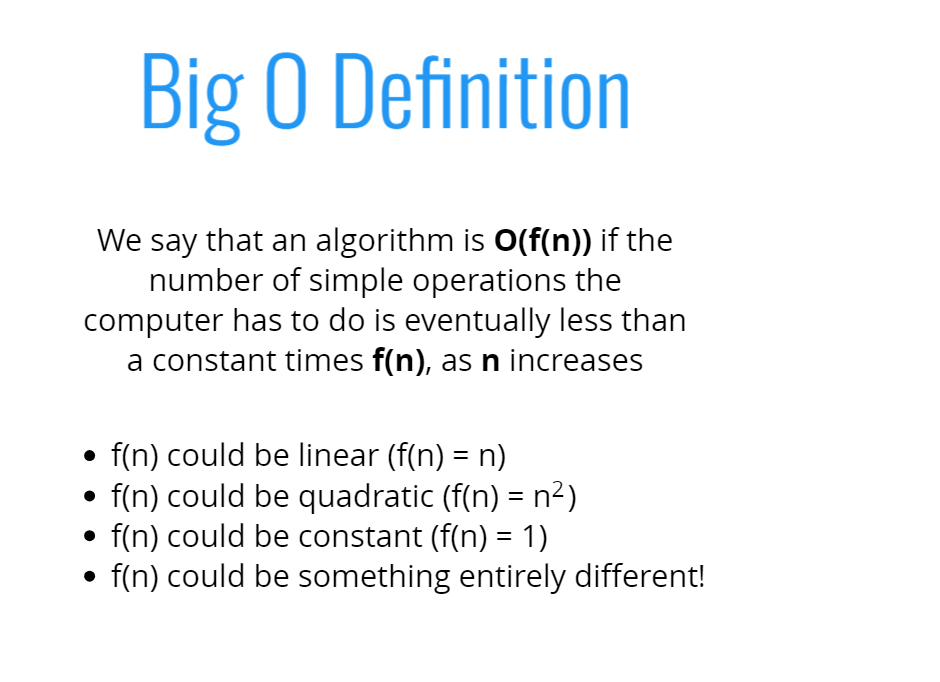 Big O Definition
We say that an algorithm is O(f(n)) if the
number of simple operations the
computer has to do is eventually less than
a constant times f(n), as n increases
• f(n) could be linear (f(n) = n)
• f(n) could be quadratic (f(n) = n²)
• f(n) could be constant (f(n) = 1)
• f(n) could be something entirely different!